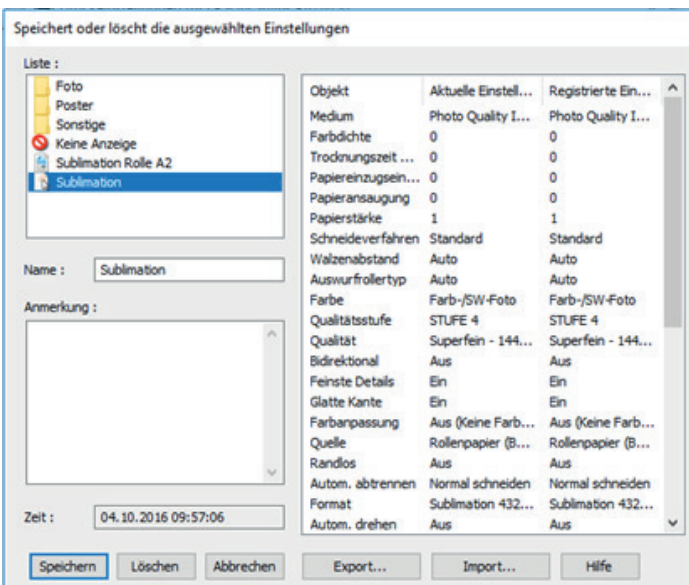 Speichert oder löscht die ausgewählten Einstellungen
Liste :
Foto
Poster
Sonstige
Keine Anzeige
Sublimation Rolle A2
Sublimation
Name : Sublimation
Anmerkung :
Zeit : 04.10.2016 09:57:06
Objekt Aktuelle Einstell... Registrierte Ein...
Medium Photo Quality I... Photo Quality I...
Farbdichte 0 0
Trocknungszeit ... 0 0
Papiereinzugsein... 0 0
Papieransaugung 0 0
Papierstärke 1 1
Schneideverfahren Standard Standard
Walzenabstand Auto Auto
Auswurfrollertyp Auto Auto
Farbe Farb-/SW-Foto Farb-/SW-Foto
Qualitätsstufe STUFE 4 STUFE 4
Qualität Superfein - 144... Superfein - 144...
Bidirektional Aus Aus
Feinste Details Ein Ein
Glatte Kante Ein Ein
Farbanpassung Aus (Keine Farb... Aus (Keine Farb...
Quelle Rollenpapier (B... Rollenpapier (B...
Randlos Aus Aus
Autom. abtrennen Normal schneiden Normal schneiden
Format Sublimation 432... Sublimation 432...
Autom. drehen Aus Aus
Speichern Löschen Abbrechen Export... Import... Hilfe